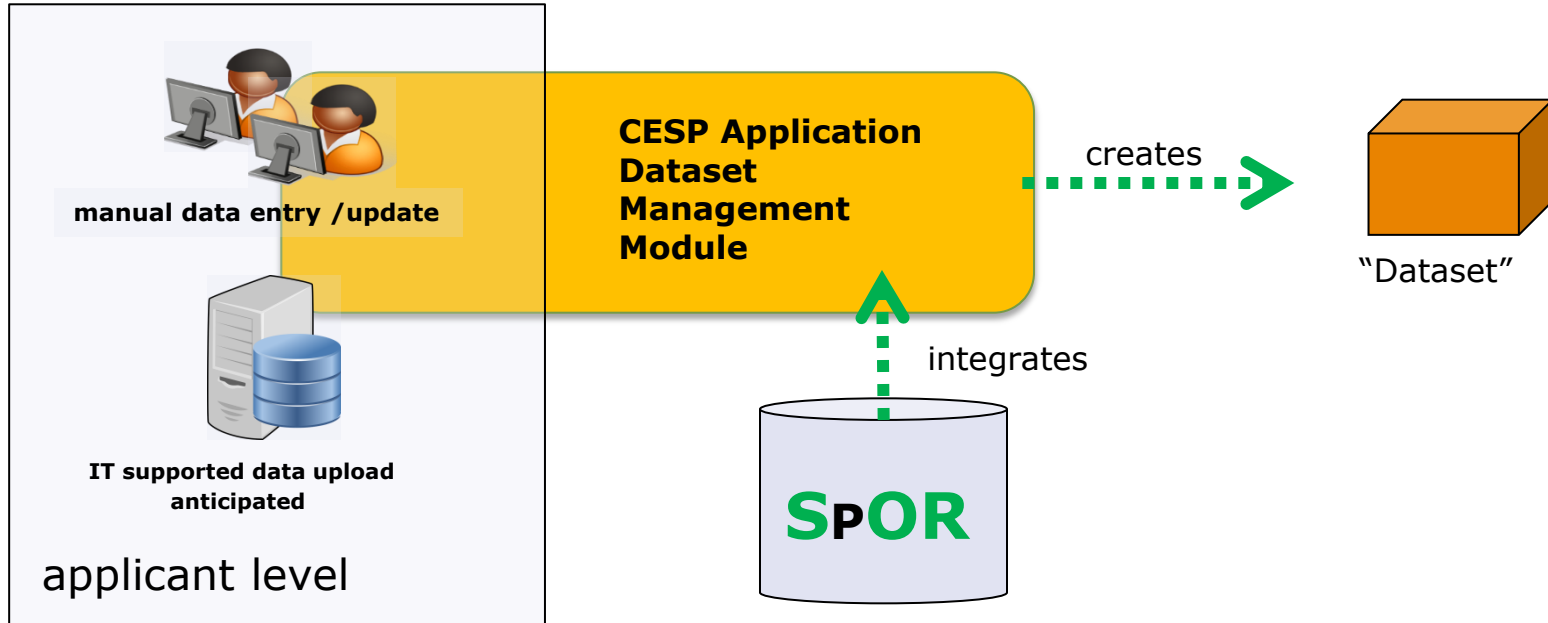 manual data entry /update
IT supported data upload
anticipated
applicant level
CESP Application
Dataset
Management
Module
creates
“Dataset”
integrates
SPOR